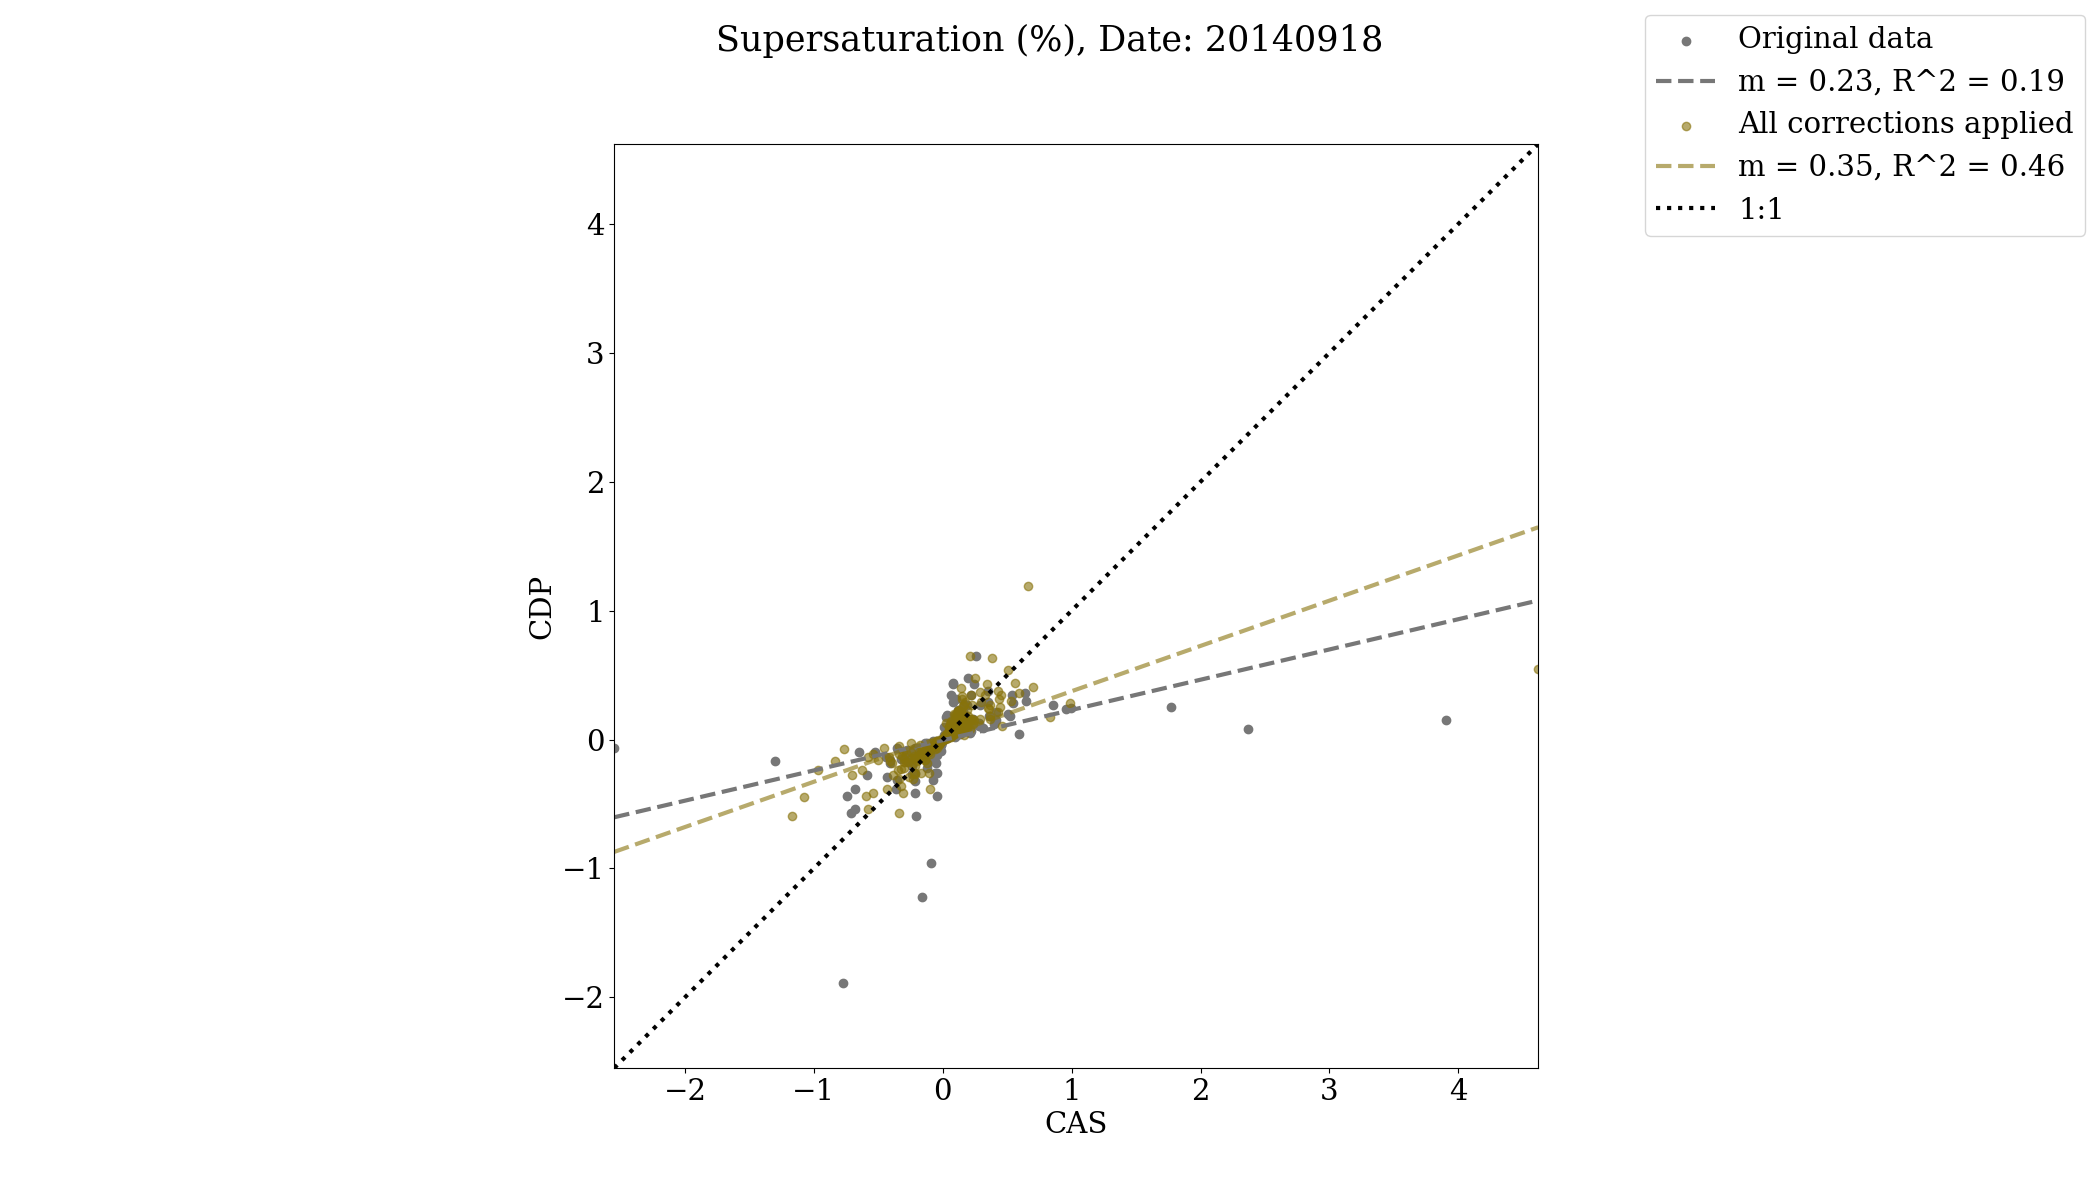 Supersaturation (%), Date: 20140918
Original data
m = 0.23, R^2 = 0.19
All corrections applied
m = 0.35, R^2 = 0.46
1:1
4
3
2
1
0
−1
−2
CDP
−2
−1
0
1
2
3
4
CAS